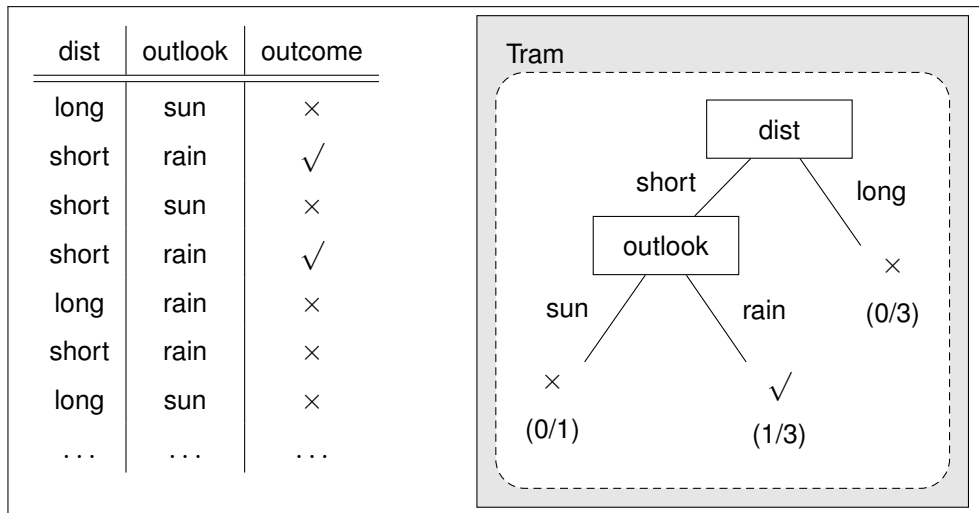 dist outlook outcome
long sun ×
short rain √
short sun ×
short rain √
long rain ×
short rain ×
long sun ×
... ... ...
Tram
dist
short long
outlook
×
(0/3)
sun rain
× √
(0/1) (1/3)